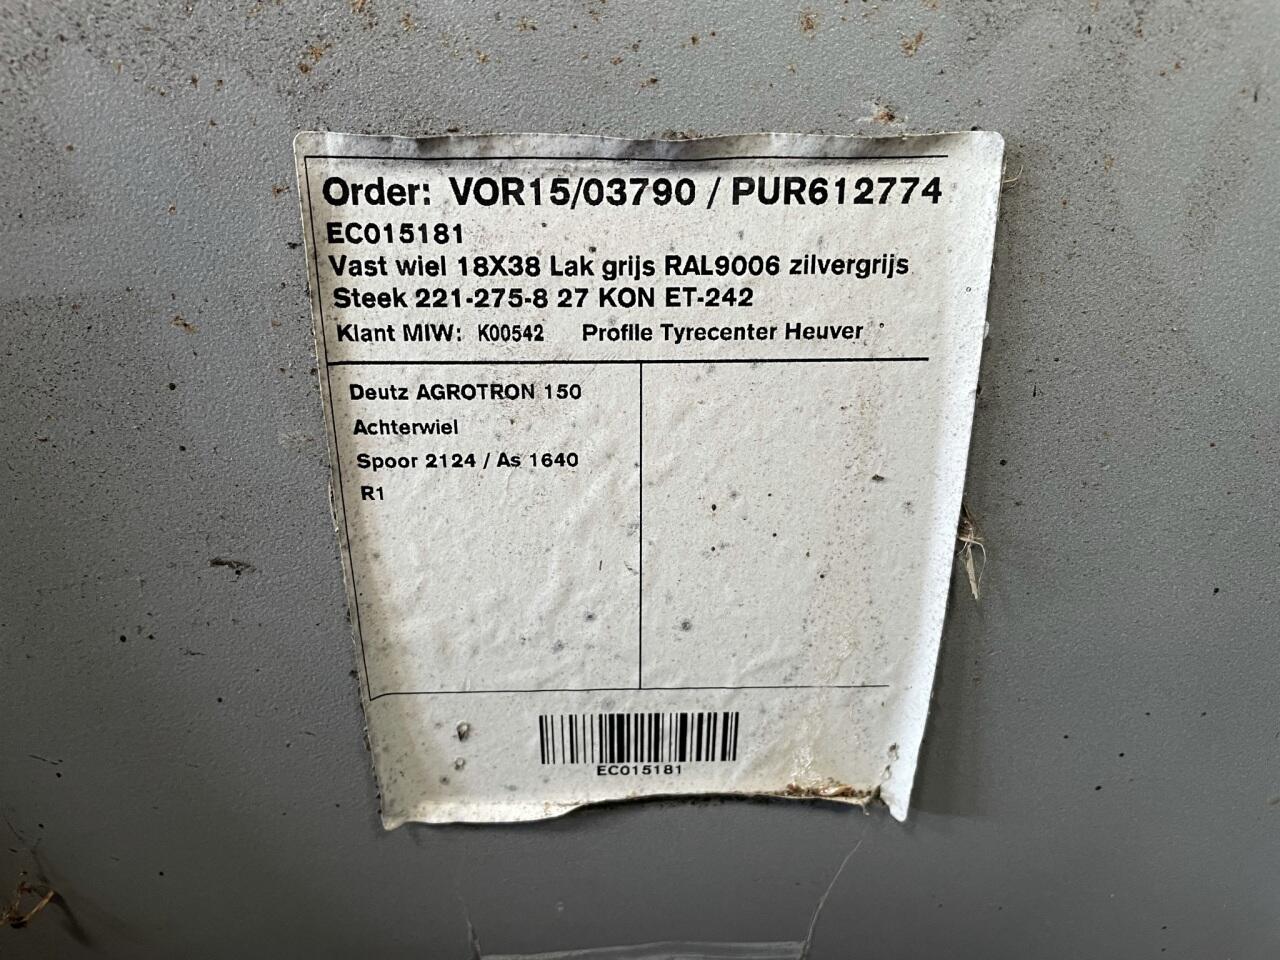 Order: VOR15/03790 / PUR612774
EC015181
Vast wiel 18X38 Lak grijs RAL9006 zilvergrijs
Steek 221-275-8 27 KON ET-242
Klant MIW: K00542 Profile Tyrecenter Heuver
Deutz AGROTRON 150
Achterwiel
Spoor 2124 / As 1640
R1
EC015181